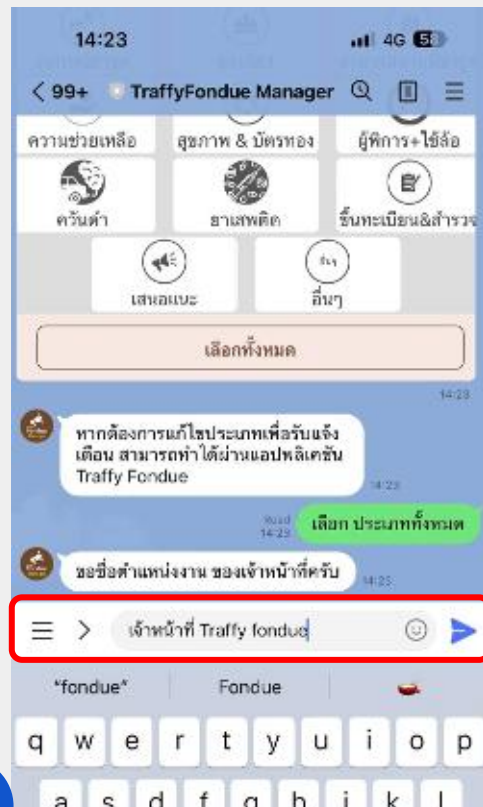 14:23
4G 58
99+ TraffyFondue Manager
ความช่วยเหลือ สุขภาพ & บัตรทอง ผู้พิการ+ใช้ล้อ
ควันดำ ยาเสพติด ขึ้นทะเบียน&สำรวจ
อื่นๆ
เสนอแนะ อื่นๆ
เลือกทั้งหมด
14:23
หากต้องการแก้ไขประเภทเพื่อรับแจ้ง
เตือน สามารถทำได้ผ่านแอปพลิเคชัน
Traffy Fondue
14:23
Read
14:23
เลือก ประเภททั้งหมด
ขอชื่อตำแหน่งงาน ของเจ้าหน้าที่ครับ
14:23
เจ้าหน้าที่ Traffy fondue
"fondue" Fondue
q w e r t y u i o p
a s d f g h j k l